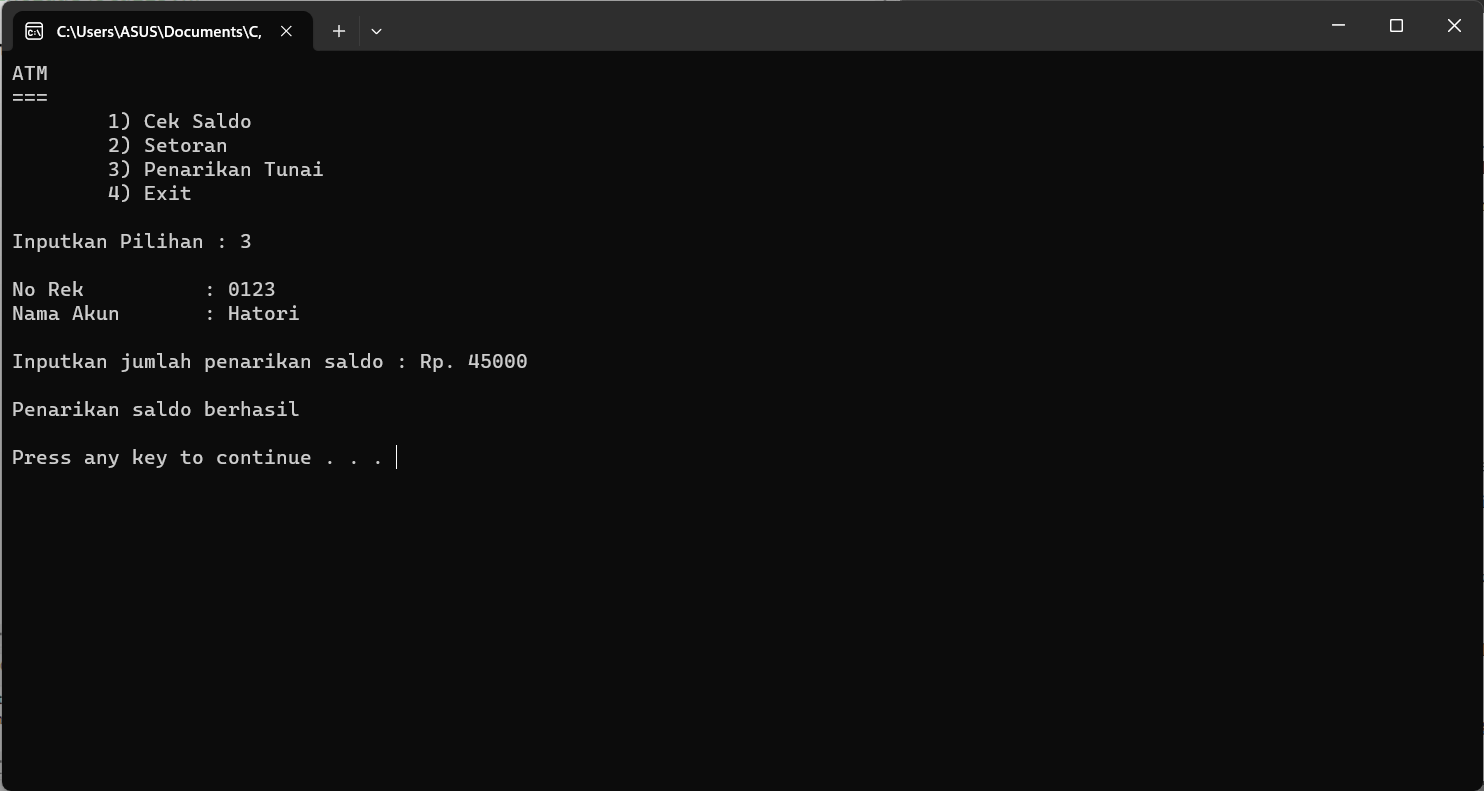 C:\Users\ASUS\Documents\C,
ATM
===
1) Cek Saldo
2) Setoran
3) Penarikan Tunai
4) Exit
Inputkan Pilihan : 3
No Rek : 0123
Nama Akun : Hatori
Inputkan jumlah penarikan saldo : Rp. 45000
Penarikan saldo berhasil
Press any key to continue . . .